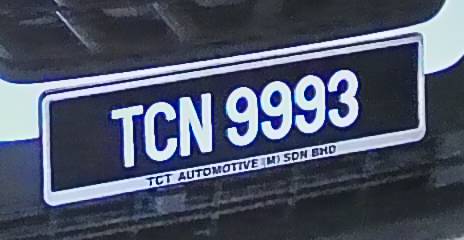 TCN 9993
TCT AUTOMOTIVE (M) SDN BHD